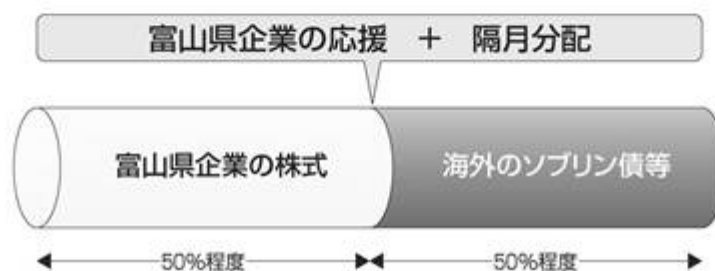 富山県企業の応援 + 隔月分配
富山県企業の株式
海外のソブリン債等
50%程度
50%程度